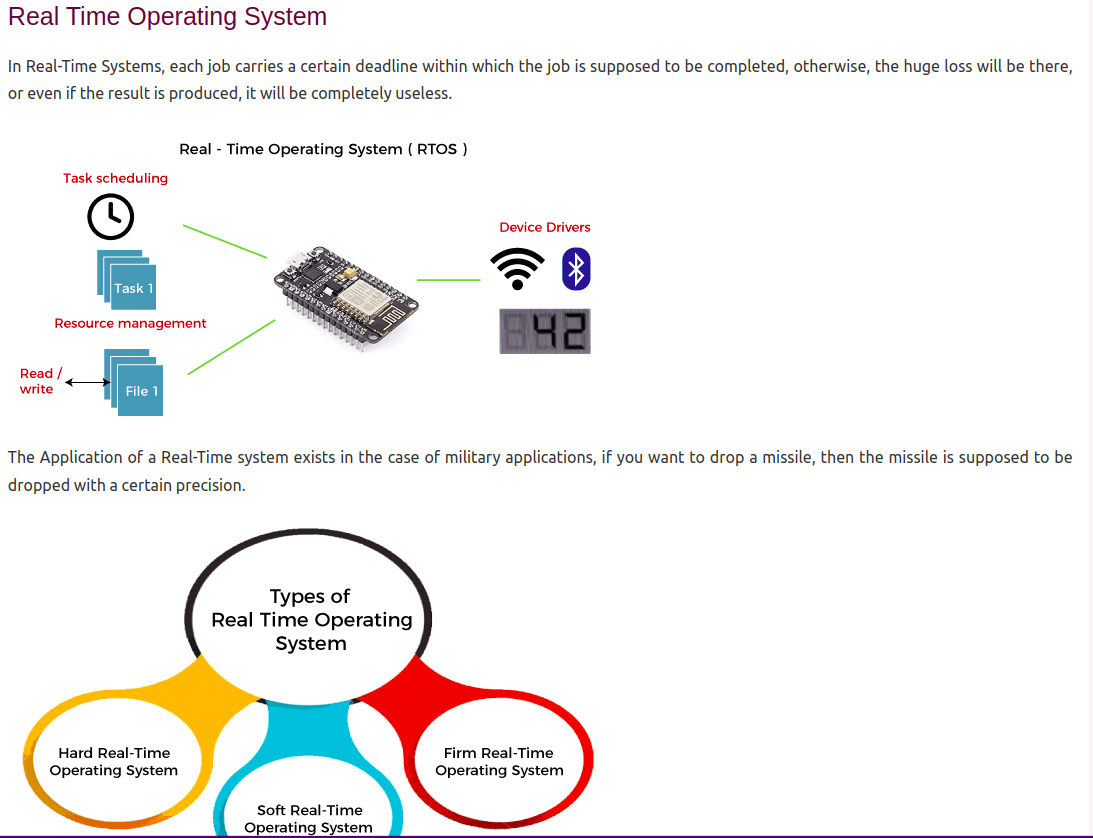 Real Time Operating System
In Real-Time Systems, each job carries a certain deadline within which the job is supposed to be completed, otherwise, the huge loss will be there,
or even if the result is produced, it will be completely useless.
Real - Time Operating System ( RTOS )
Task scheduling
Task 1
Resource management
Read /
write
File 1
Device Drivers
42
The Application of a Real-Time system exists in the case of military applications, if you want to drop a missile, then the missile is supposed to be
dropped with a certain precision.
Types of
Real Time Operating
System
Hard Real-Time
Operating System
Soft Real-Time
Operating System
Firm Real-Time
Operating System